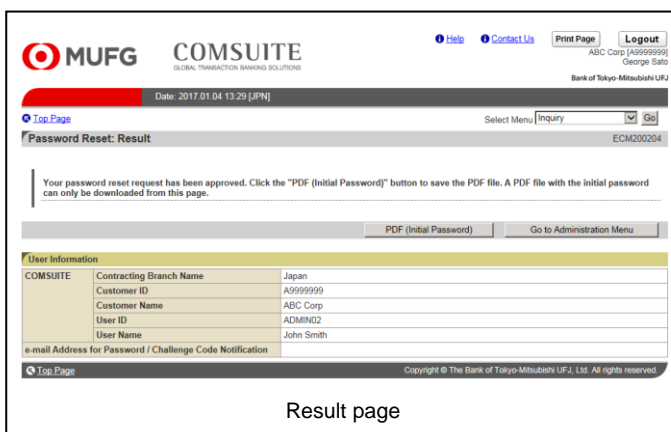 Help
Contact Us
Print Page
Logout
MUFG
COMSUITE
GLOBAL TRANSACTION BANKING SOLUTIONS
ABC Corp [A9999999]
George Sato
Bank of Tokyo-Mitsubishi UFJ
Date: 2017.01.04 13:29 [JPN]
Top Page
Select Menu Inquiry Go
Password Reset: Result ECM200204
Your password reset request has been approved. Click the "PDF (Initial Password)" button to save the PDF file. A PDF file with the initial password
can only be downloaded from this page.
PDF (Initial Password) Go to Administration Menu
User Information
COMSUITE Contracting Branch Name Japan
Customer ID A9999999
Customer Name ABC Corp
User ID ADMIN02
User Name John Smith
e-mail Address for Password / Challenge Code Notification
Top Page Copyright © The Bank of Tokyo-Mitsubishi UFJ, Ltd. All rights reserved.
Result page